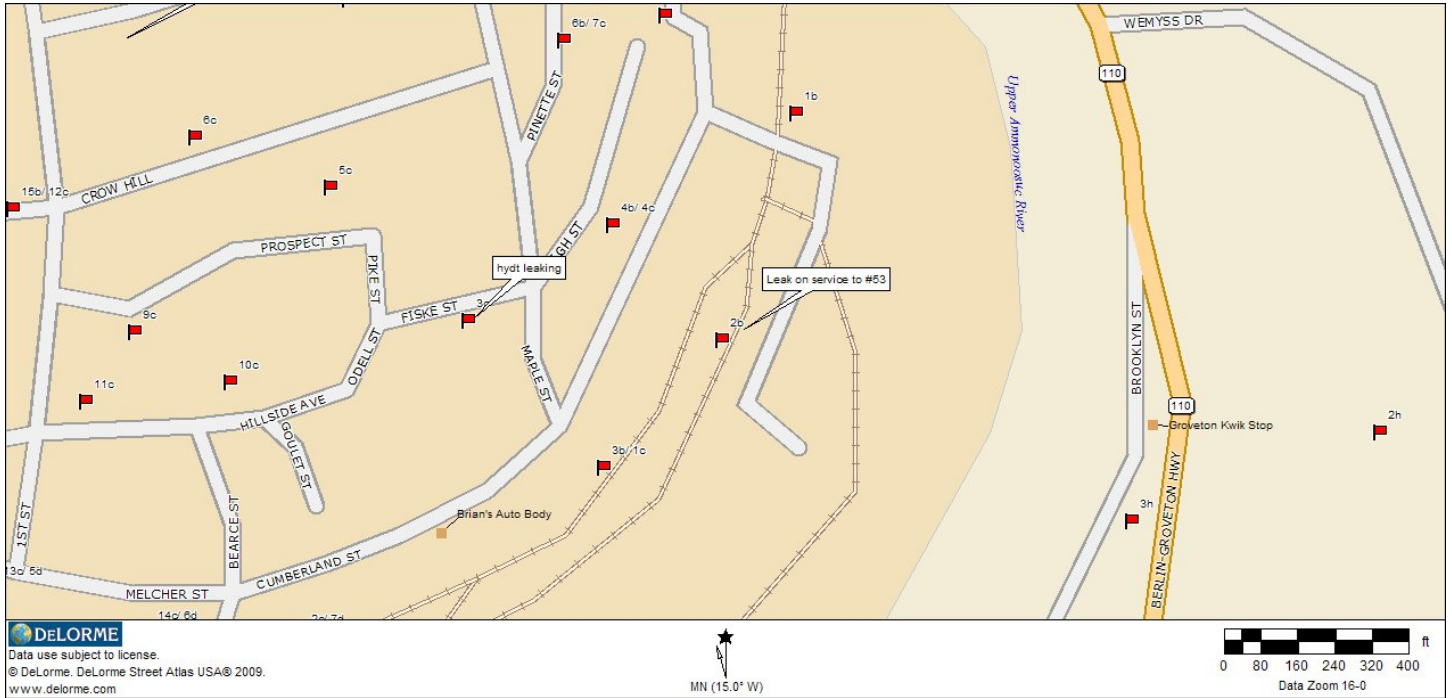 WEMYSS DR
6b/ 7c
110
1b
6c
PINETTE ST
Upper Ammonoosuc River
5c
CROW HILL
15b/ 12c
4b/ 4c
PROSPECT ST
GH ST
hydt leaking
PIKE ST
Leak on service to #53
FISKE ST
9c
2b
ODELL ST
MAPLE ST
BROOKLYN ST
10c
11c
110
HILLSIDE AVE
Groveton Kwik Stop
2h
GOULET ST
3b/ 1c
BERLIN-GROVETON HWY
1ST ST
BEARCE ST
Brian's Auto Body
3h
CUMBERLAND ST
13c/ 5d
MELCHER ST
14c/ 6d
DELORME
Data use subject to license.
© DeLorme. DeLorme Street Atlas USA® 2009.
www.delorme.com
MN (15.0° W)
ft
0 80 160 240 320 400
Data Zoom 16-0